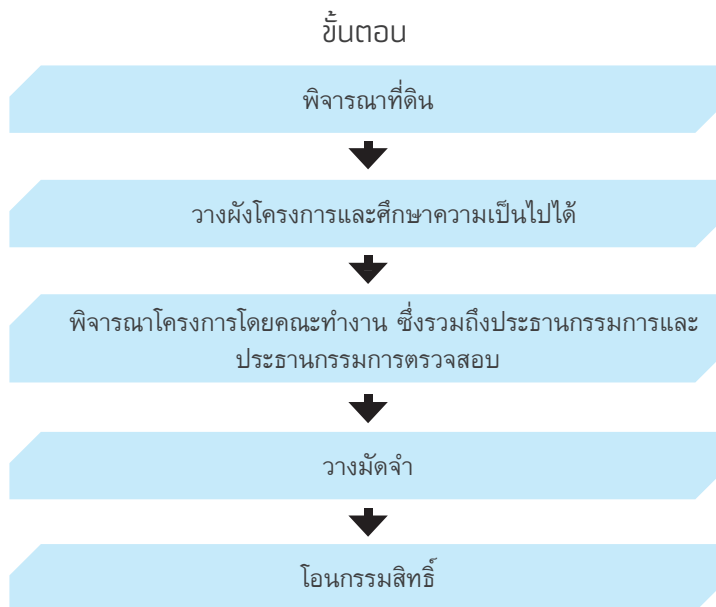 ขั้นตอน
พิจารณาที่ดิน
วางผังโครงการและศึกษาความเป็นไปได้
พิจารณาโครงการโดยคณะทำงาน ซึ่งรวมถึงประธานกรรมการและ
ประธานกรรมการตรวจสอบ
วางมัดจำ
โอนกรรมสิทธิ์